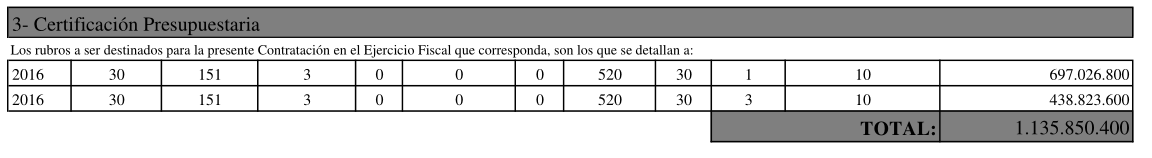 3- Certificación Presupuestaria
Los rubros a ser destinados para la presente Contratación en el Ejercicio Fiscal que corresponda, son los que se detallan a:
2016 30 151 3 0 0 0 520 30 1 10 697.026.800
2016 30 151 3 0 0 0 520 30 3 10 438.823.600
TOTAL: 1.135.850.400